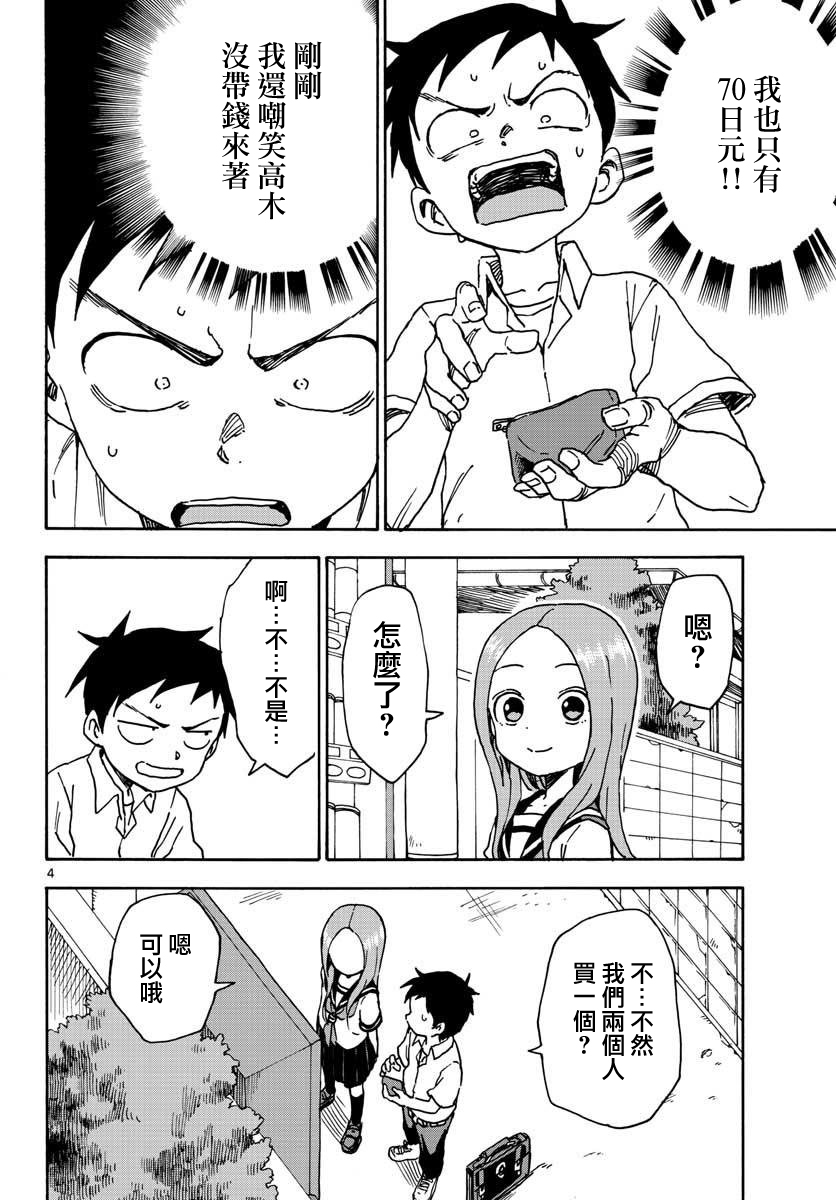 我也只有
70日元!!
剛剛
我還嘲笑高木
沒帶錢來著
嗯?
怎麼了?
啊…不…不是…
不…不然
我們兩個人
買一個?
嗯
可以哦
4